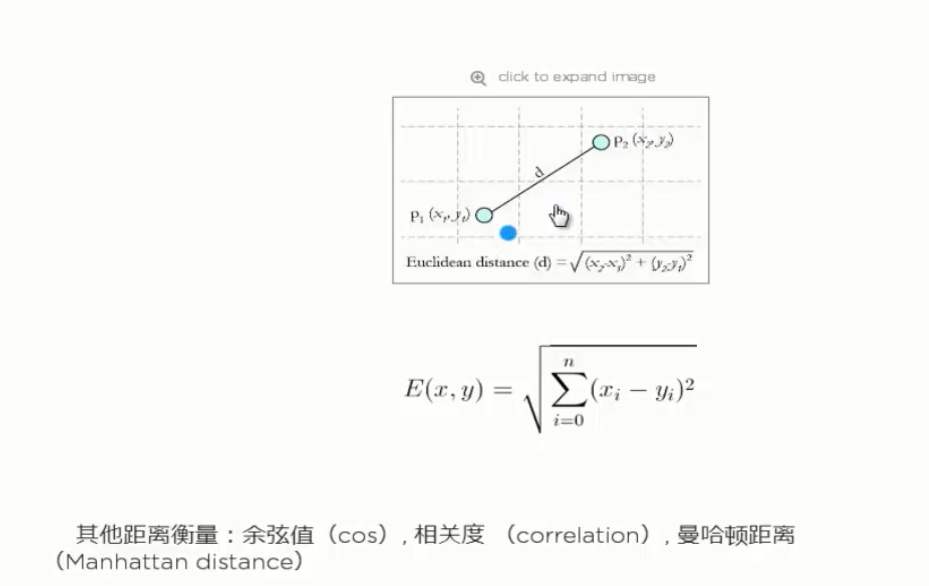 click to expand image
P₂ (x₂, y₂)
d
P₁ (x₁, y₁)
Euclidean distance (d) = √(x₂-x₁)² + (y₂-y₁)²
E(x, y) = √∑ⁿᵢ₌₀(xᵢ − yᵢ)²
其他距离衡量：余弦值（cos）, 相关度 （correlation）, 曼哈顿距离
（Manhattan distance）